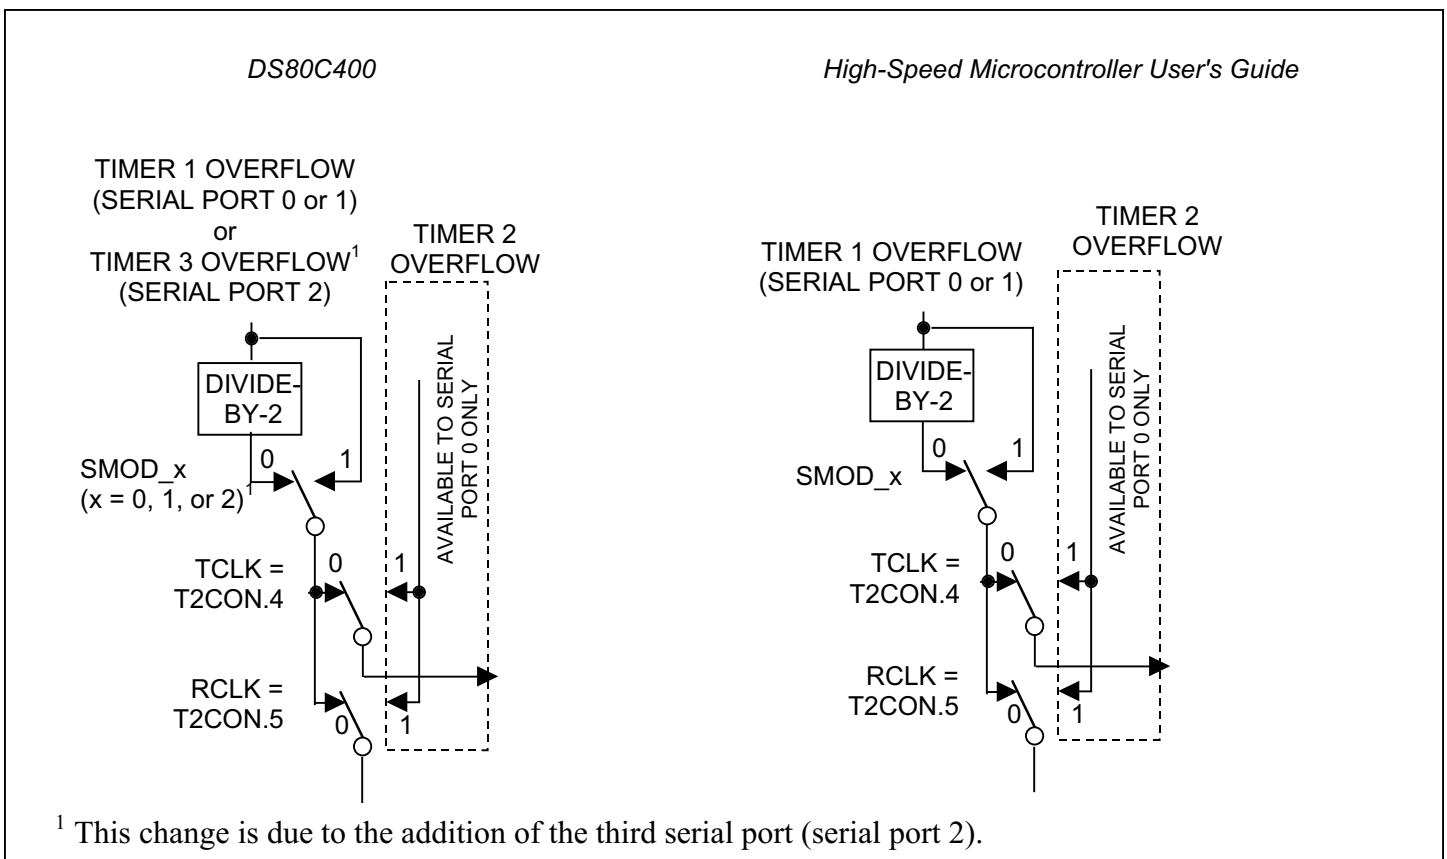 DS80C400
High-Speed Microcontroller User's Guide
TIMER 1 OVERFLOW
(SERIAL PORT 0 or 1)
or
TIMER 3 OVERFLOW¹
(SERIAL PORT 2)
TIMER 2
OVERFLOW
DIVIDE-
BY-2
AVAILABLE TO SERIAL
PORT 0 ONLY
0
1
SMOD_x
(x = 0, 1, or 2)¹
0
1
TCLK =
T2CON.4
RCLK =
T2CON.5
0
1
TIMER 1 OVERFLOW
(SERIAL PORT 0 or 1)
TIMER 2
OVERFLOW
DIVIDE-
BY-2
AVAILABLE TO SERIAL
PORT 0 ONLY
0
1
SMOD_x
0
1
TCLK =
T2CON.4
RCLK =
T2CON.5
0
1
¹ This change is due to the addition of the third serial port (serial port 2).